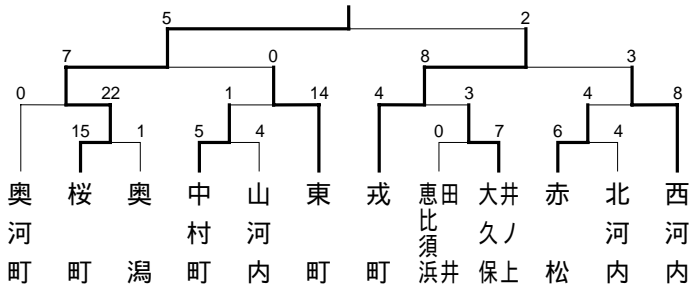 5 2
7 0 8 3
0 22 1 14 4 3 4 8
15 1 5 4 0 7 6 4
奥河町
桜町
奥潟
中村町
山河内
東町
戎町
恵比須浜
田井
大久保
井ノ上
赤松
北河内
西河内